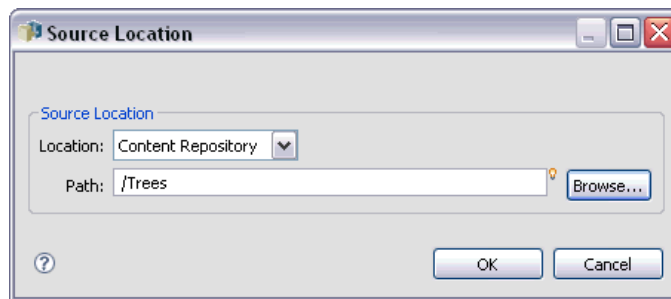 Source Location
Source Location
Location: Content Repository
Path: /Trees Browse...
? OK Cancel